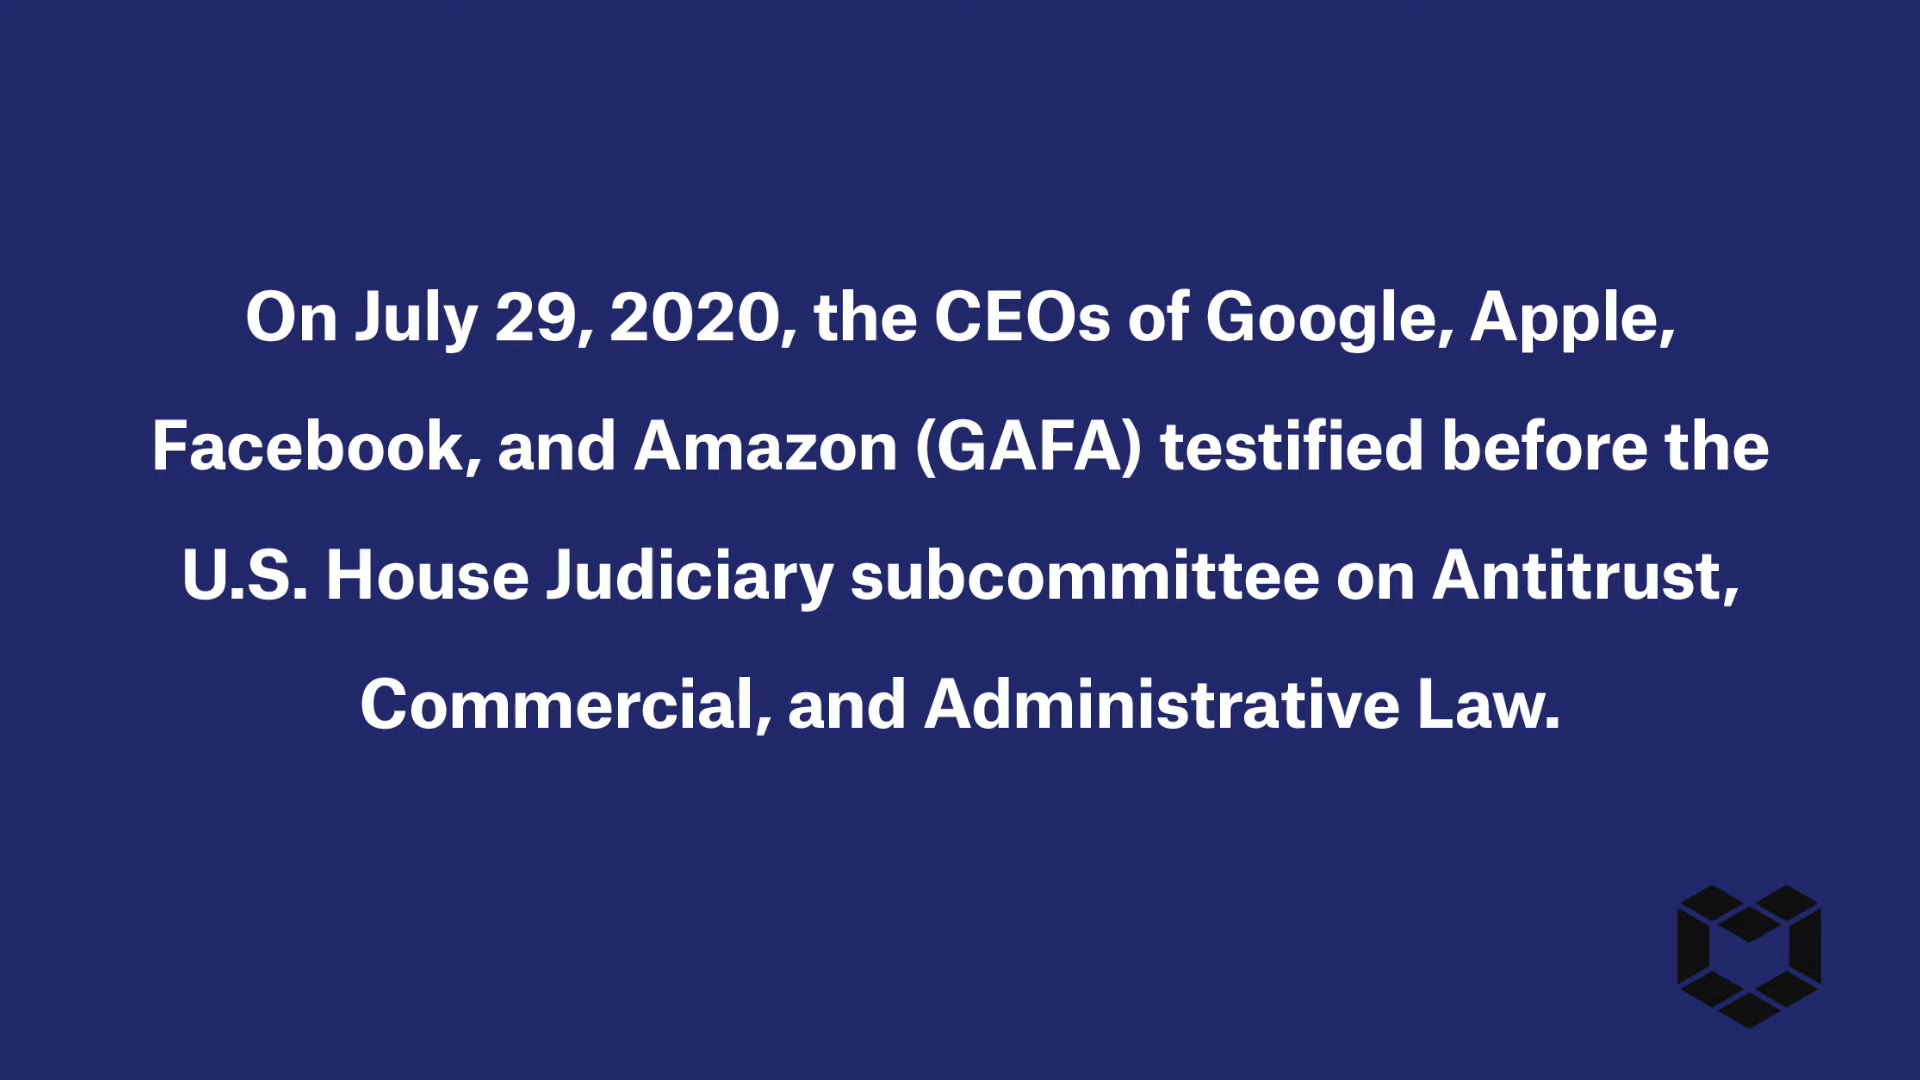 On July 29, 2020, the CEOs of Google, Apple,
Facebook, and Amazon (GAFA) testified before the
U.S. House Judiciary subcommittee on Antitrust,
Commercial, and Administrative Law.